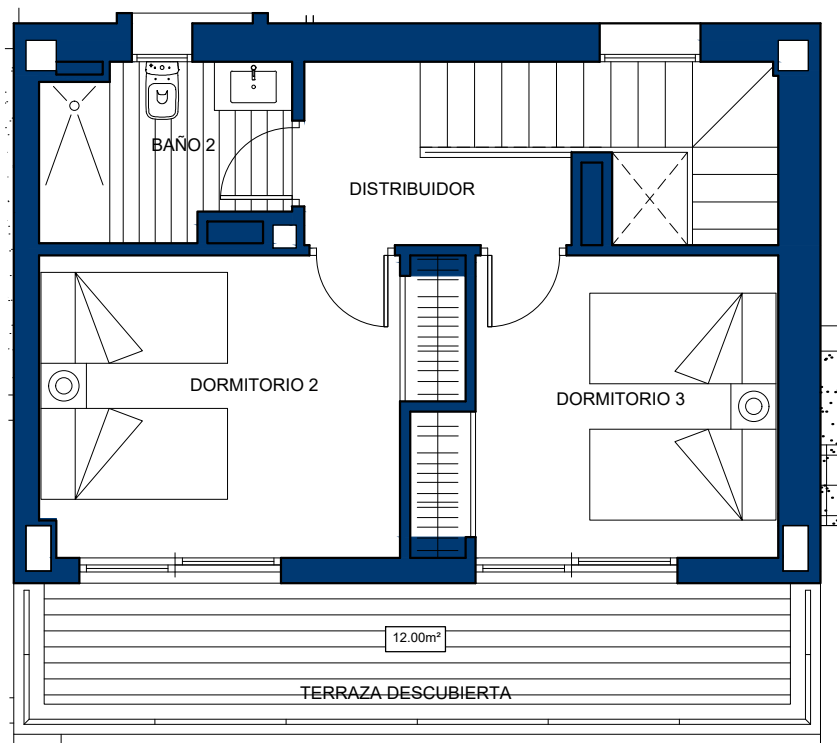 BAÑO 2
DISTRIBUIDOR
DORMITORIO 2
DORMITORIO 3
12.00m²
TERRAZA DESCUBIERTA